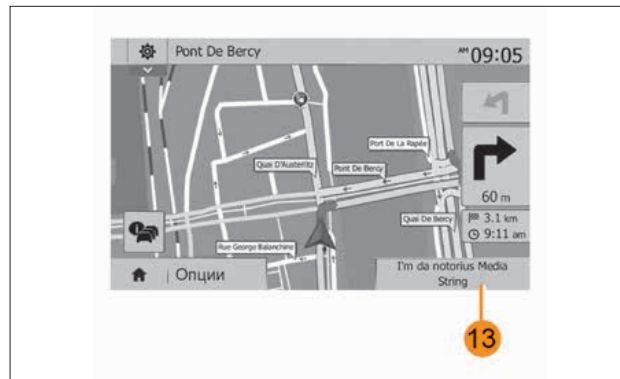 Pont De Bercy
AM 09:05
Port De La Rapée
Quai D'Austerlitz
Pont De Bercy
60 m
Quai De Bercy
3.1 km
9:11 am
Rue George Balanchine
Опции
I'm da notorius Media
String
13